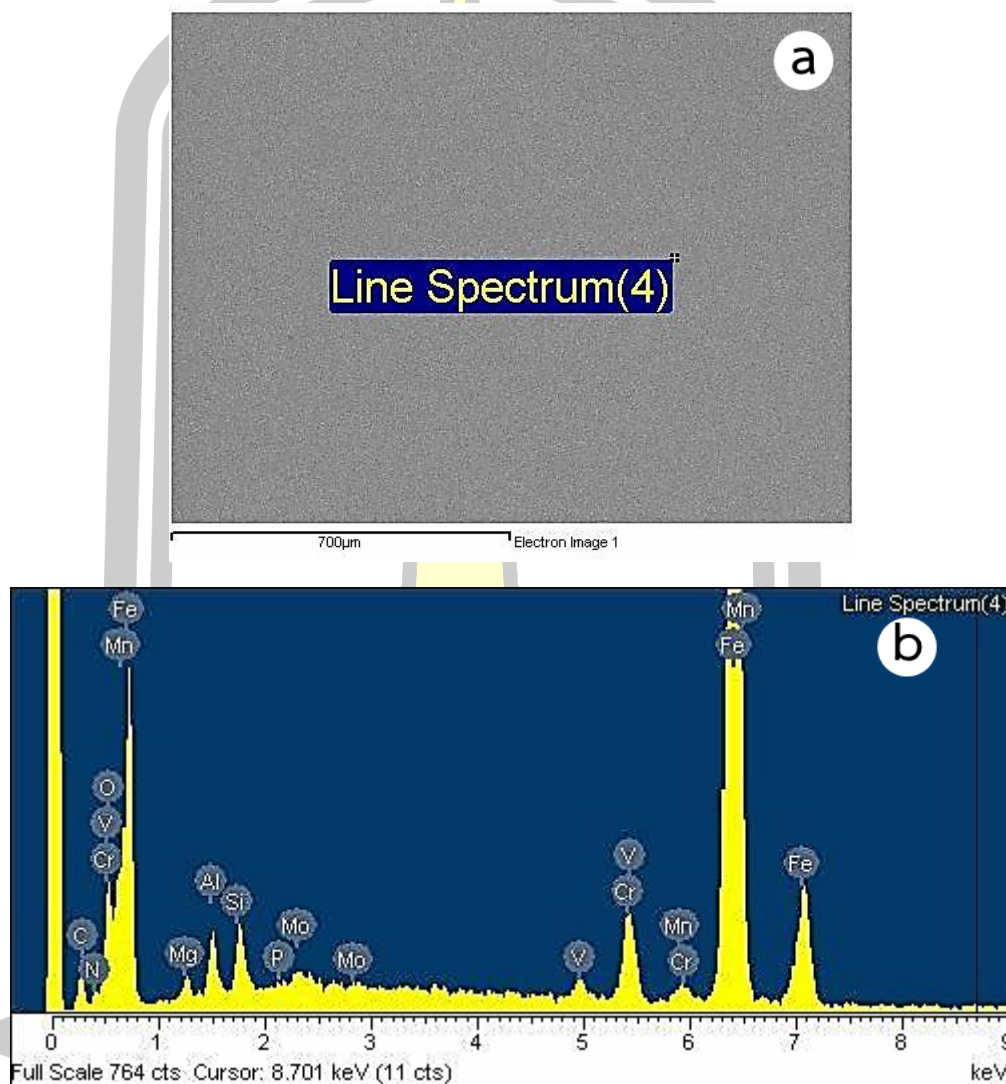 a
Line Spectrum(4)
700µm
Electron Image 1
Line Spectrum(4)
b
Fe
Mn
O
V
Cr
C
N
Mg
Al
Si
P
Mo
Mo
V
V
Cr
Mn
Cr
Mn
Fe
Fe
0 1 2 3 4 5 6 7 8 9
Full Scale 764 cts Cursor: 8.701 keV (11 cts)
keV